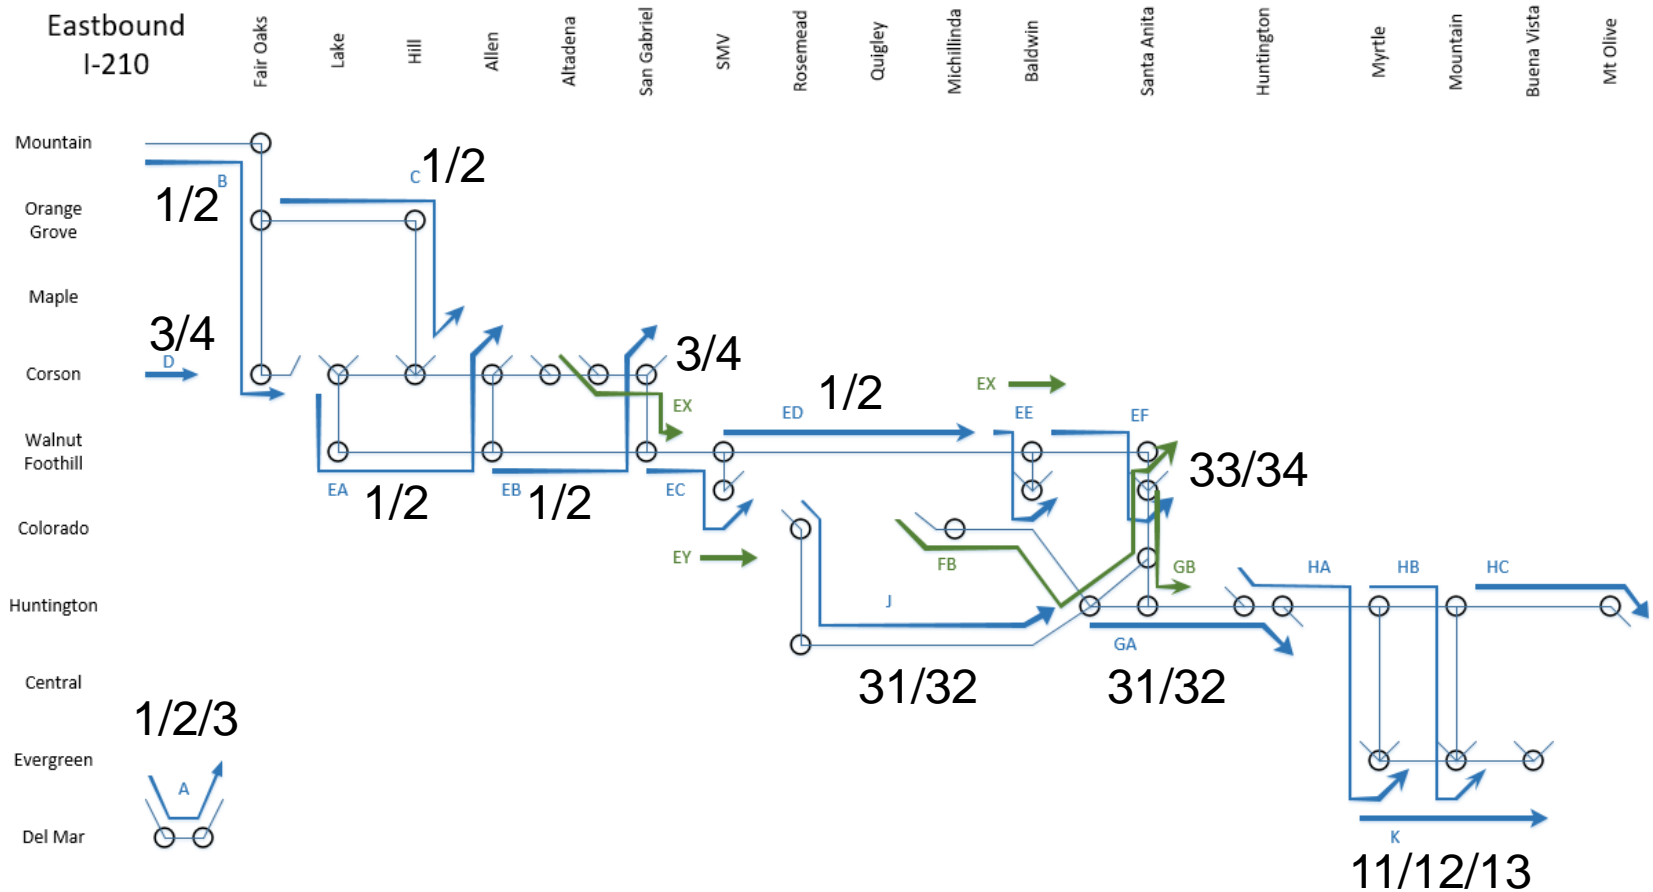 Eastbound
I-210
Fair Oaks
Lake
Hill
Allen
Altadena
San Gabriel
SMV
Rosemead
Quigley
Michillinda
Baldwin
Santa Anita
Huntington
Myrtle
Mountain
Buena Vista
Mt Olive
Mountain
B
1/2
C
1/2
Orange
Grove
Maple
3/4
D
Corson
3/4
EX
1/2
EX
ED
EE
EF
Walnut
Foothill
33/34
EA
1/2
EB
1/2
EC
Colorado
EY
FB
GB
HA
HB
HC
J
Huntington
GA
Central
31/32
31/32
1/2/3
Evergreen
A
Del Mar
K
11/12/13